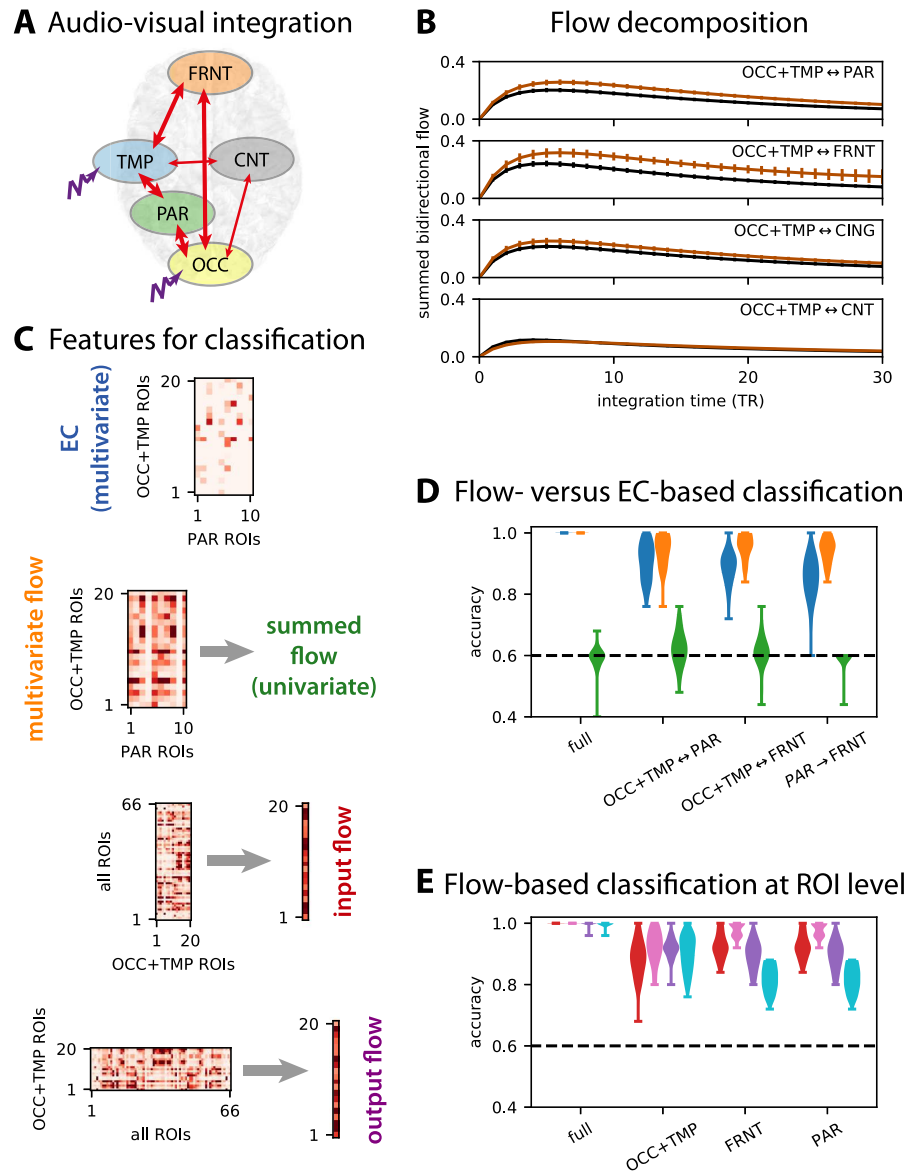 A Audio-visual integration
FRNT
TMP
CNT
PAR
OCC
B Flow decomposition
summed bidirectional flow
0.4
OCC+TMP↔PAR
0.0
0.4
OCC+TMP↔FRNT
0.0
0.4
OCC+TMP↔CING
0.0
0.4
OCC+TMP↔CNT
0.0
0 10 20 30
integration time (TR)
C Features for classification
EC
(multivariate)
OCC+TMP ROIs
20
1
1 10
PAR ROIs
multivariate flow
OCC+TMP ROIs
20
1
1 10
PAR ROIs
summed
flow
(univariate)
all ROIs
66
1
1 20
OCC+TMP ROIs
20
1
input flow
OCC+TMP ROIs
20
1
1 66
all ROIs
20
1
output flow
D Flow- versus EC-based classification
accuracy
1.0
0.8
0.6
0.4
full
OCC+TMP↔PAR
OCC+TMP↔FRNT
PAR→FRNT
E Flow-based classification at ROI level
accuracy
1.0
0.8
0.6
0.4
full
OCC+TMP
FRNT
PAR